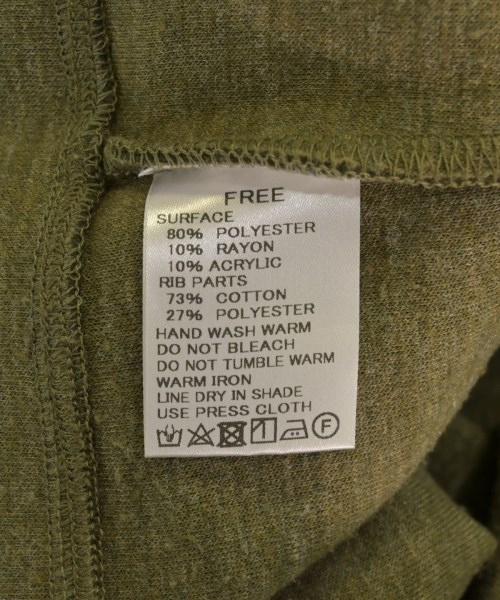 FREE
SURFACE
80% POLYESTER
10% RAYON
10% ACRYLIC
RIB PARTS
73% COTTON
27% POLYESTER
HAND WASH WARM
DO NOT BLEACH
DO NOT TUMBLE WARM
WARM IRON
LINE DRY IN SHADE
USE PRESS CLOTH
F